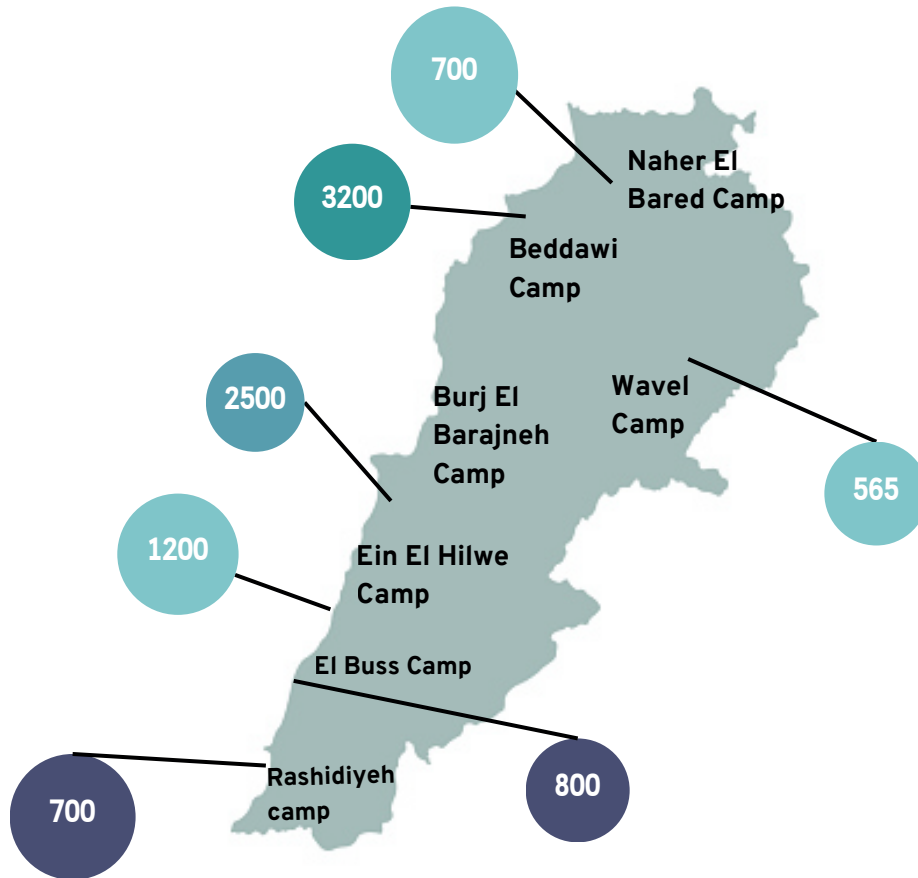 700
Naher El
Bared Camp
3200
Beddawi
Camp
2500
Burj El
Barajneh
Camp
Wavel
Camp
565
1200
Ein El Hilwe
Camp
El Buss Camp
800
Rashidiyeh
camp
700